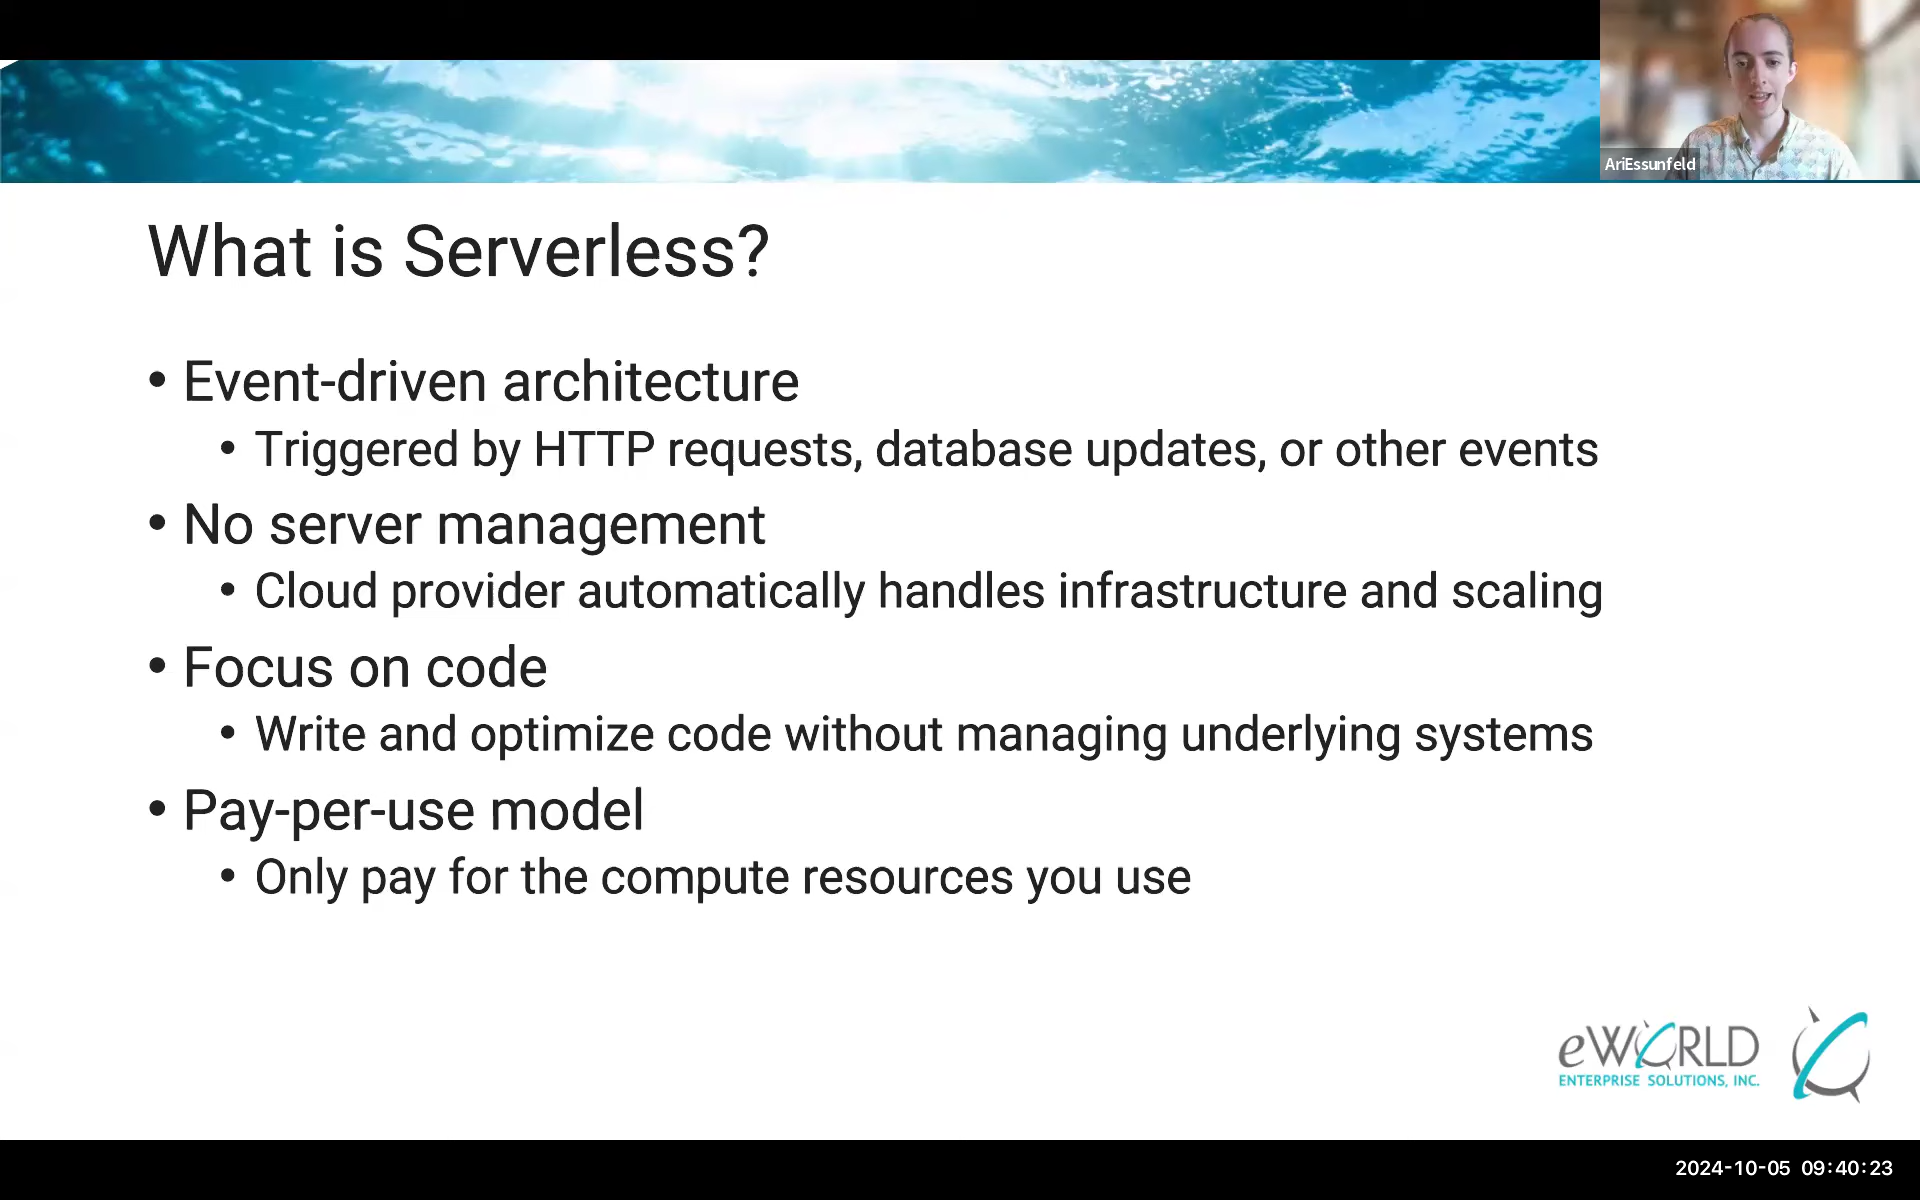 AriEssunfeld
What is Serverless?
• Event-driven architecture
• Triggered by HTTP requests, database updates, or other events
• No server management
• Cloud provider automatically handles infrastructure and scaling
• Focus on code
• Write and optimize code without managing underlying systems
• Pay-per-use model
• Only pay for the compute resources you use
eWORLD
ENTERPRISE SOLUTIONS, INC.
2024-10-05 09:40:23